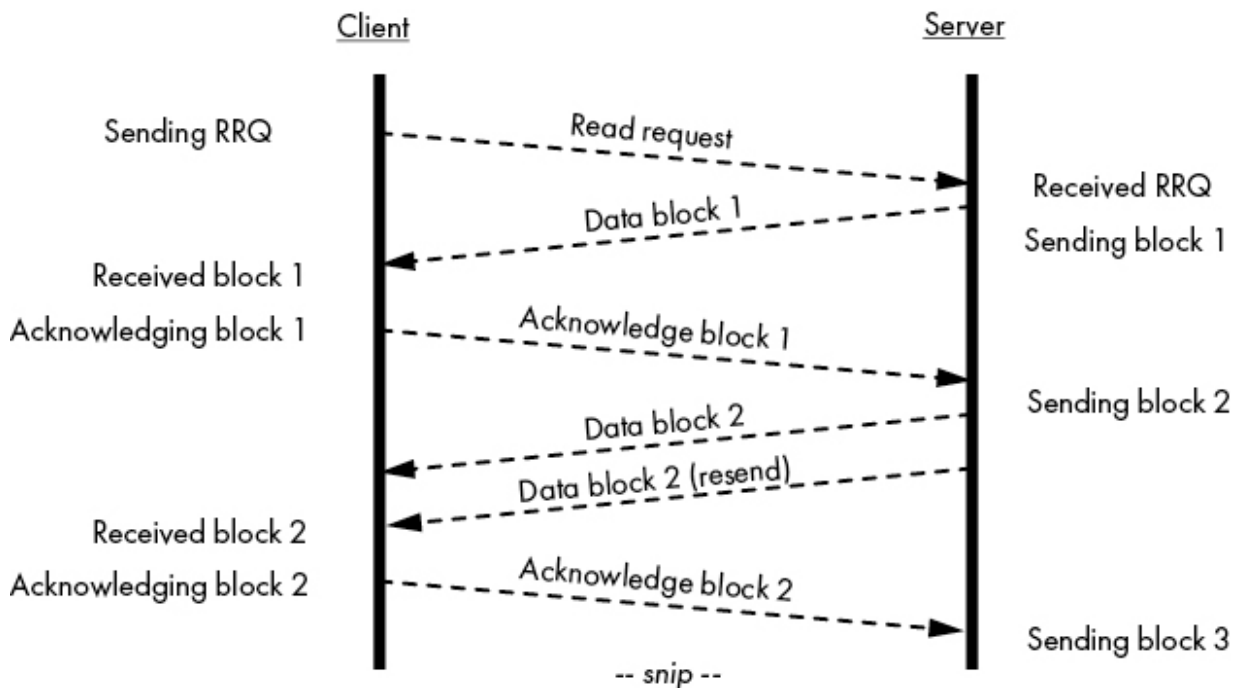 Client
Server
Sending RRQ
Read request
Received RRQ
Data block 1
Sending block 1
Received block 1
Acknowledging block 1
Acknowledge block 1
Sending block 2
Data block 2
Data block 2 (resend)
Received block 2
Acknowledging block 2
Acknowledge block 2
Sending block 3
-- snip --